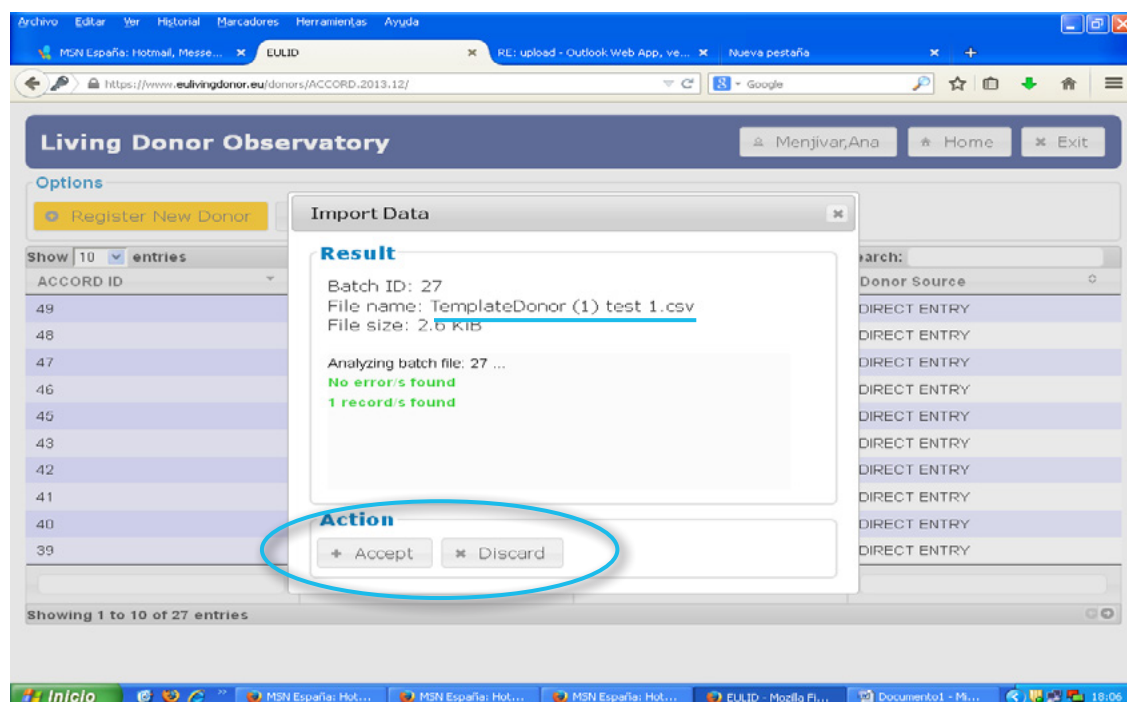 Archivo Editar Ver Historial Marcadores Herramientas Ayuda
MSN España: Hotmail, Messe... EULID RE: upload - Outlook Web App, ve... Nueva pestaña
https://www.eulivingdonor.eu/donors/ACCORD.2013.12/ Google
Living Donor Observatory Menjivar,Ana Home Exit
Options
Register New Donor
Import Data
Show 10 entries
arch:
ACCORD ID Donor Source
Result
Batch ID: 27
File name: TemplateDonor (1) test 1.csv
File size: 2.6 KiB
Analyzing batch file: 27 ...
No error/s found
1 record/s found
49 DIRECT ENTRY
48 DIRECT ENTRY
47 DIRECT ENTRY
46 DIRECT ENTRY
45 DIRECT ENTRY
43 DIRECT ENTRY
42 DIRECT ENTRY
41 DIRECT ENTRY
40 DIRECT ENTRY
39 DIRECT ENTRY
Action
Accept Discard
Showing 1 to 10 of 27 entries
Inicio MSN España: Hot... MSN España: Hot... MSN España: Hot... EULID - Mozilla Fi... Documento1 - Mi... 18:06